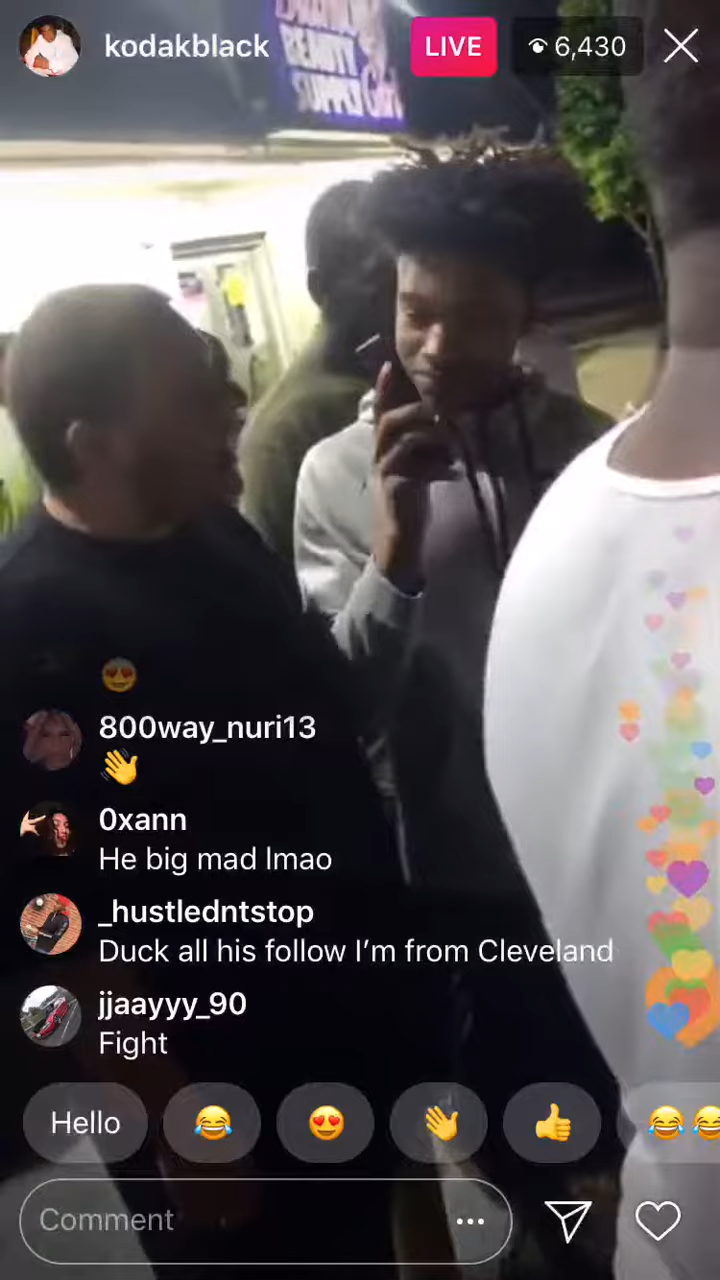 kodakblack
LIVE
6,430
BEAUTY
SUPPLY Girl
800way_nuri13
👋
0xann
He big mad lmao
_hustledntstop
Duck all his follow I’m from Cleveland
jjaayyy_90
Fight
Hello
Comment